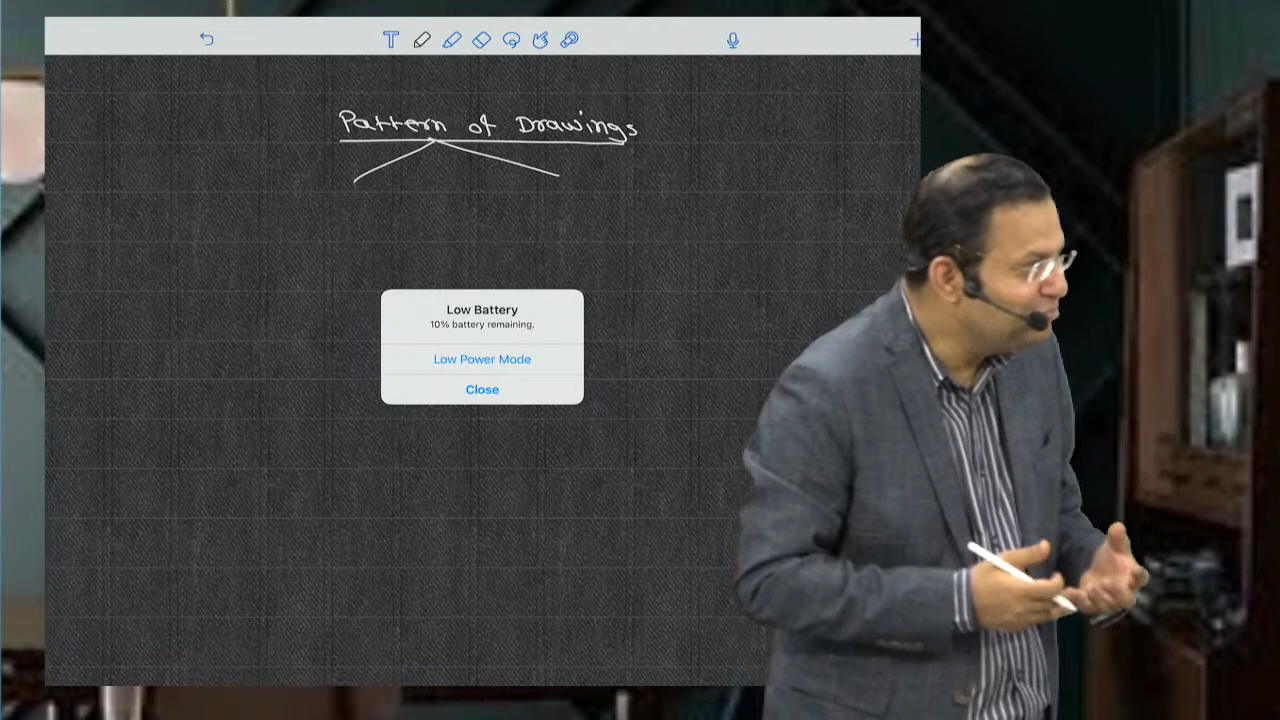 T
Pattern of Drawings
Low Battery
10% battery remaining.
Low Power Mode
Close